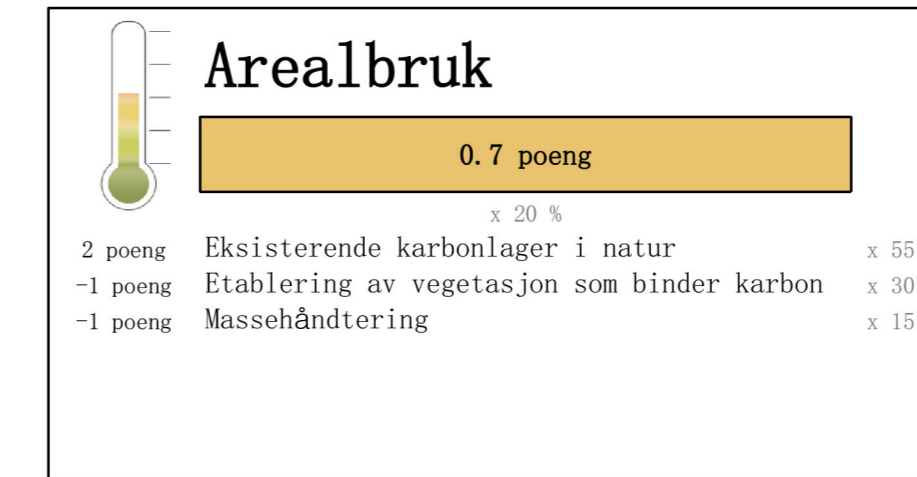 Arealbruk
0.7 poeng
x 20 %
2 poeng Eksisterende karbonlager i natur x 55
-1 poeng Etablering av vegetasjon som binder karbon x 30
-1 poeng Massehåndtering x 15